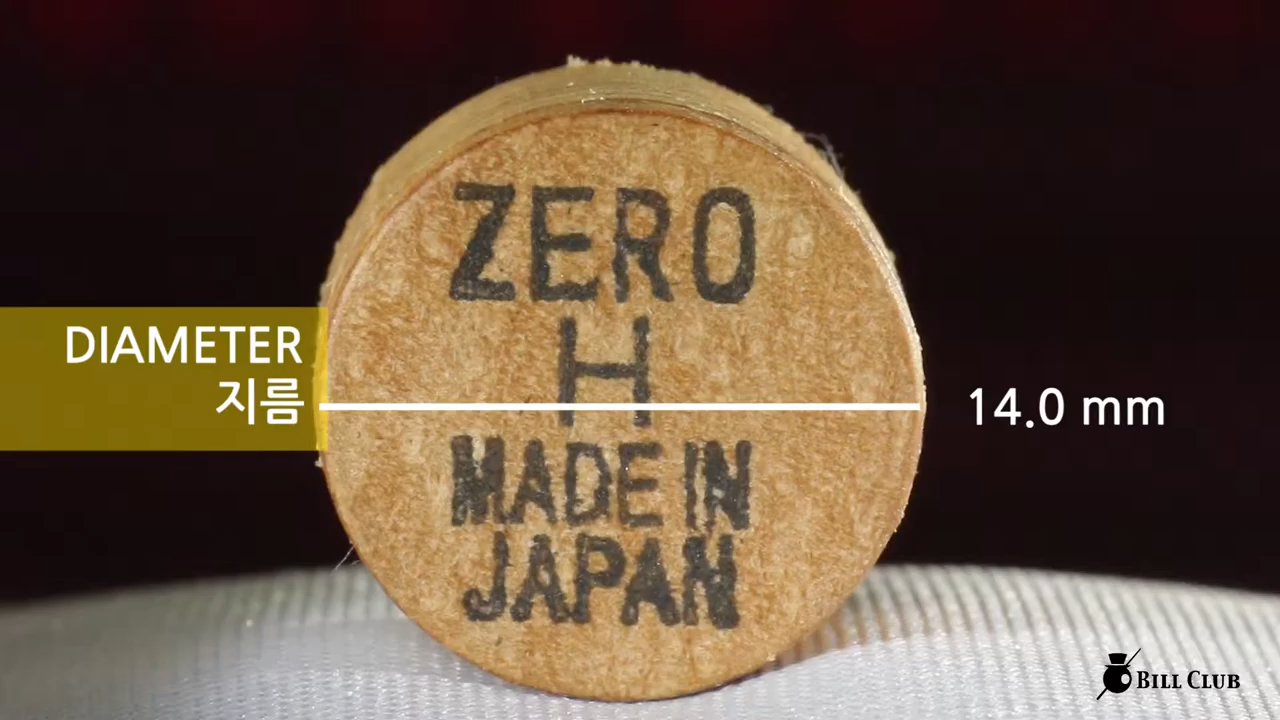 ZERO
H
MADE IN
JAPAN
DIAMETER
지름
14.0 mm
BILL CLUB